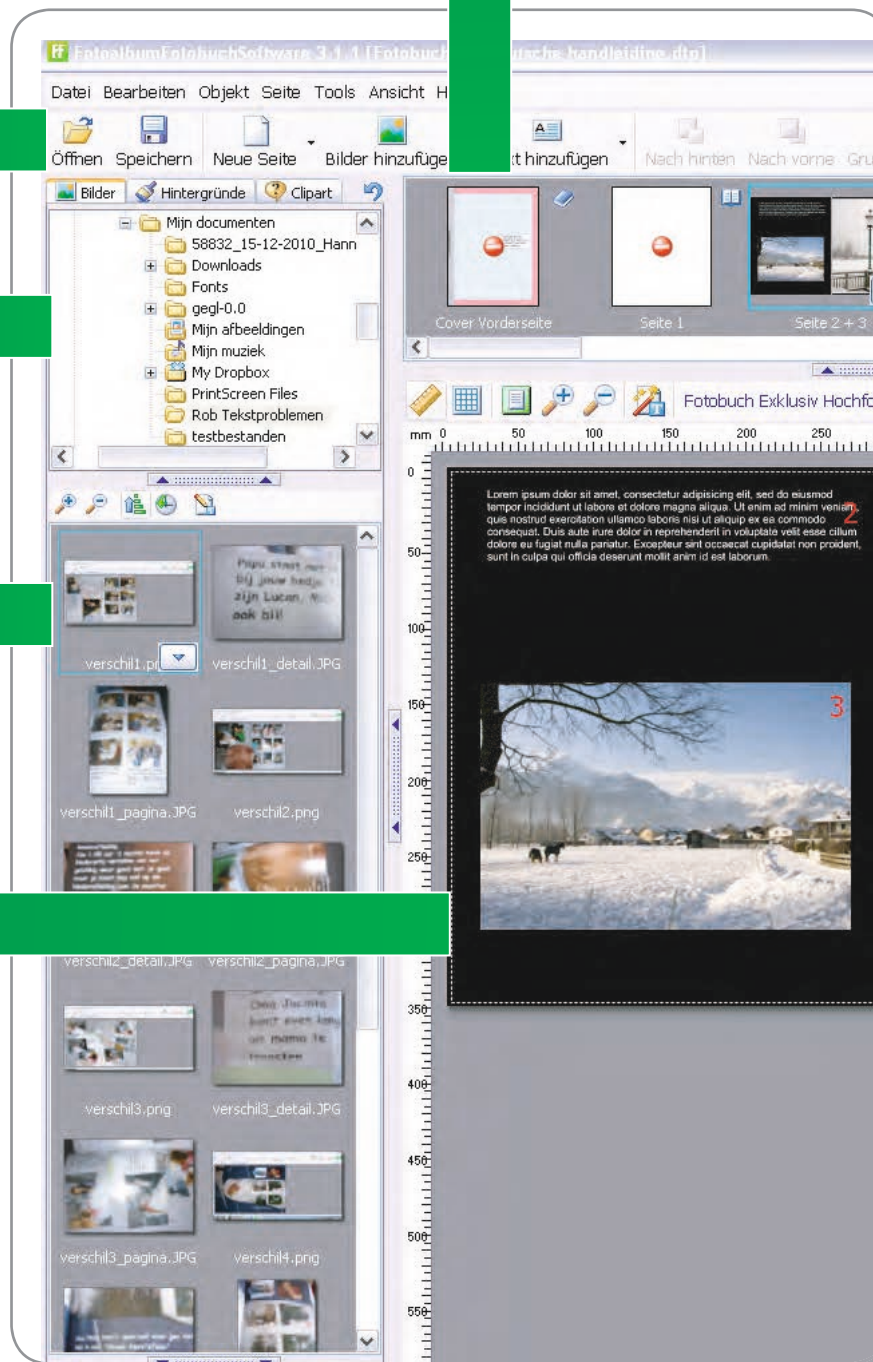 FotoalbumFotobuchSoftware 3.1.1 [Fotobuch handleidine.dtp]
Datei Bearbeiten Objekt Seite Tools Ansicht H
Öffnen Speichern Neue Seite Bilder hinzufüge t hinzufügen Nach hinten Nach vorne Gru
Bilder Hintergründe Clipart
Mijn documenten
58832_15-12-2010_Hann
Downloads
Fonts
gegl-0.0
Mijn afbeeldingen
Mijn muziek
My Dropbox
PrintScreen Files
Rob Tekstproblemen
testbestanden
Cover Vorderseite Seite 1 Seite 2 + 3
Fotobuch Exklusiv Hochfo
mm 0 50 100 150 200 250
0
50
100
150
200
250
350
400
450
500
550
Lorem ipsum dolor sit amet, consectetur adipisicing elit, sed do eiusmod
tempor incididunt ut labore et dolore magna aliqua. Ut enim ad minim veniam,
quis nostrud exercitation ullamco laboris nisi ut aliquip ex ea commodo
consequat. Duis aute irure dolor in reprehenderit in voluptate velit esse cillum
dolore eu fugiat nulla pariatur. Excepteur sint occaecat cupidatat non proident,
sunt in culpa qui officia deserunt mollit anim id est laborum.
2
3
verschil1.pr verschil1_detail.JPG
verschil1_pagina.JPG verschil2.png
verschil2_detail.JPG verschil2_pagina.JPG
verschil3.png verschil3_detail.JPG
verschil3_pagina.JPG verschil4.png